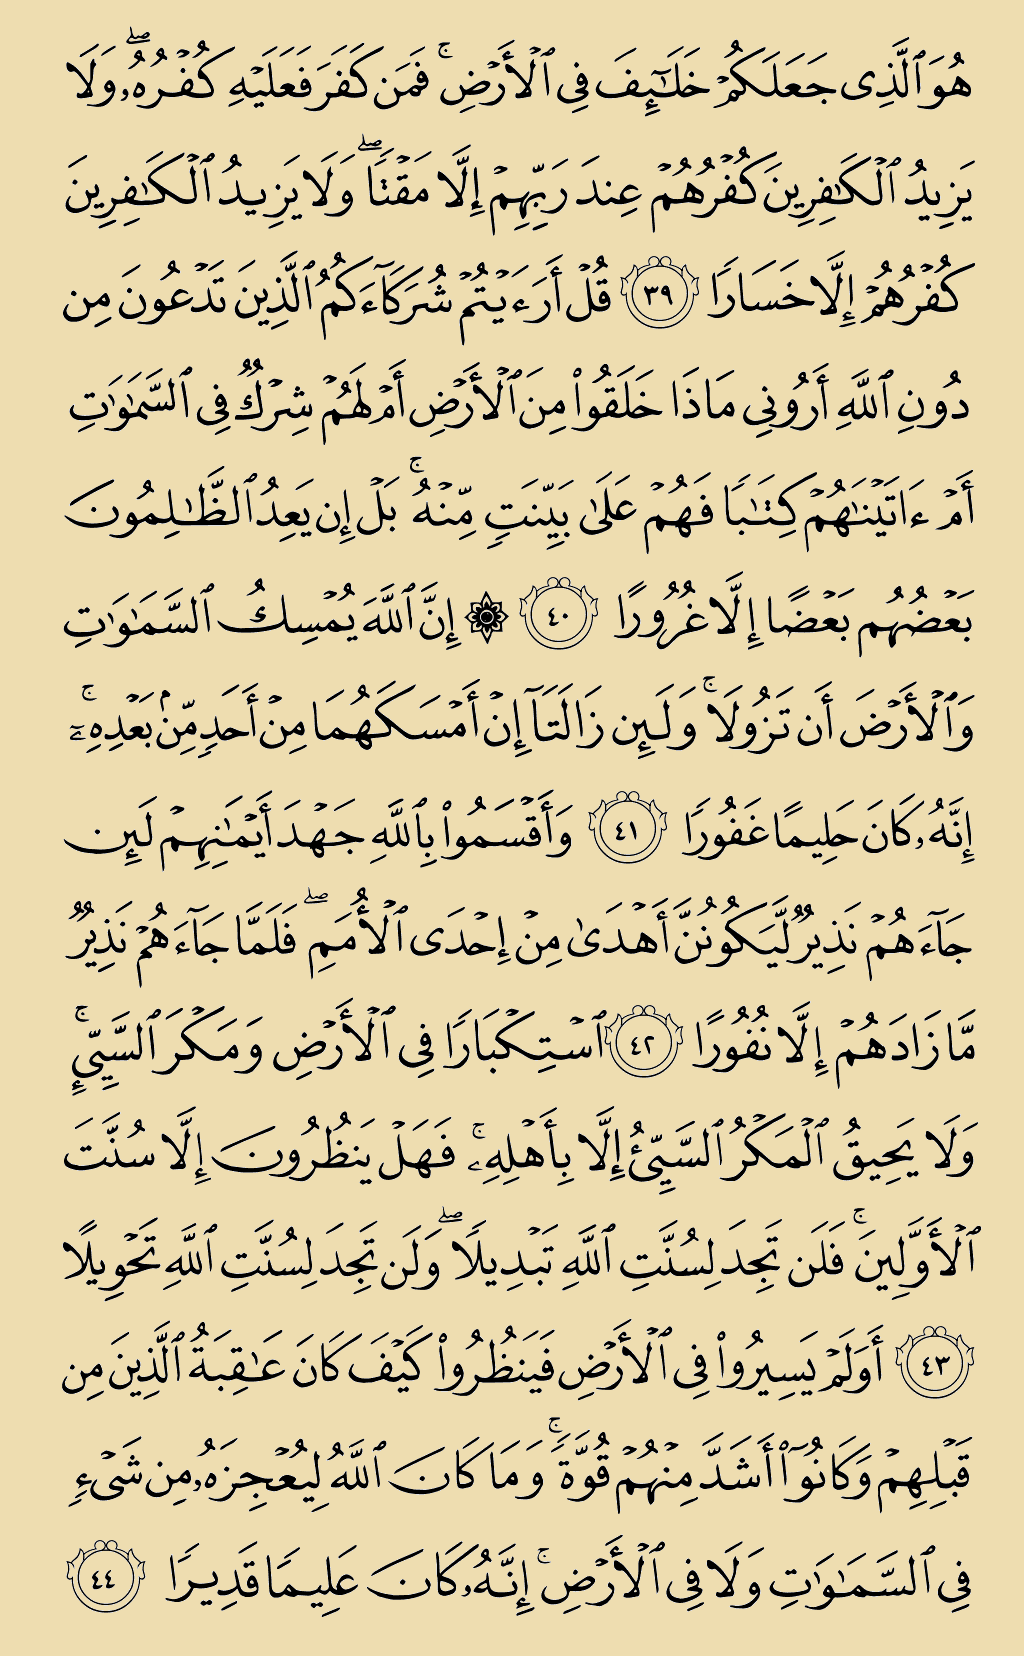 هُوَ ٱلَّذِى جَعَلَكُمْ خَلَـٰٓئِفَ فِى ٱلْأَرْضِ ۚ فَمَن كَفَرَ فَعَلَيْهِ كُفْرُهُۥ ۖ وَلَا
يَزِيدُ ٱلْكَـٰفِرِينَ كُفْرُهُمْ عِندَ رَبِّهِمْ إِلَّا مَقْتًا ۖ وَلَا يَزِيدُ ٱلْكَـٰفِرِينَ
كُفْرُهُمْ إِلَّا خَسَارًا ٣٩ قُلْ أَرَءَيْتُمْ شُرَكَآءَكُمُ ٱلَّذِينَ تَدْعُونَ مِن
دُونِ ٱللَّهِ أَرُونِى مَاذَا خَلَقُوا۟ مِنَ ٱلْأَرْضِ أَمْ لَهُمْ شِرْكٌ فِى ٱلسَّمَـٰوَٰتِ
أَمْ ءَاتَيْنَـٰهُمْ كِتَـٰبًا فَهُمْ عَلَىٰ بَيِّنَتٍ مِّنْهُ ۚ بَلْ إِن يَعِدُ ٱلظَّـٰلِمُونَ
بَعْضُهُم بَعْضًا إِلَّا غُرُورًا ٤٠ ۞ إِنَّ ٱللَّهَ يُمْسِكُ ٱلسَّمَـٰوَٰتِ
وَٱلْأَرْضَ أَن تَزُولَا ۚ وَلَئِن زَالَتَآ إِنْ أَمْسَكَهُمَا مِنْ أَحَدٍ مِّنۢ بَعْدِهِۦٓ ۚ
إِنَّهُۥ كَانَ حَلِيمًا غَفُورًا ٤١ وَأَقْسَمُوا۟ بِٱللَّهِ جَهْدَ أَيْمَـٰنِهِمْ لَئِن
جَآءَهُمْ نَذِيرٌ لَّيَكُونُنَّ أَهْدَىٰ مِنْ إِحْدَى ٱلْأُمَمِ ۖ فَلَمَّا جَآءَهُمْ نَذِيرٌ
مَّا زَادَهُمْ إِلَّا نُفُورًا ٤٢ ٱسْتِكْبَارًا فِى ٱلْأَرْضِ وَمَكْرَ ٱلسَّيِّئِ ۚ
وَلَا يَحِيقُ ٱلْمَكْرُ ٱلسَّيِّئُ إِلَّا بِأَهْلِهِۦ ۚ فَهَلْ يَنظُرُونَ إِلَّا سُنَّتَ
ٱلْأَوَّلِينَ ۚ فَلَن تَجِدَ لِسُنَّتِ ٱللَّهِ تَبْدِيلًا ۖ وَلَن تَجِدَ لِسُنَّتِ ٱللَّهِ تَحْوِيلًا
٤٣ أَوَلَمْ يَسِيرُوا۟ فِى ٱلْأَرْضِ فَيَنظُرُوا۟ كَيْفَ كَانَ عَـٰقِبَةُ ٱلَّذِينَ مِن
قَبْلِهِمْ وَكَانُوٓا۟ أَشَدَّ مِنْهُمْ قُوَّةً ۚ وَمَا كَانَ ٱللَّهُ لِيُعْجِزَهُۥ مِن شَىْءٍ
فِى ٱلسَّمَـٰوَٰتِ وَلَا فِى ٱلْأَرْضِ ۚ إِنَّهُۥ كَانَ عَلِيمًا قَدِيرًا ٤٤